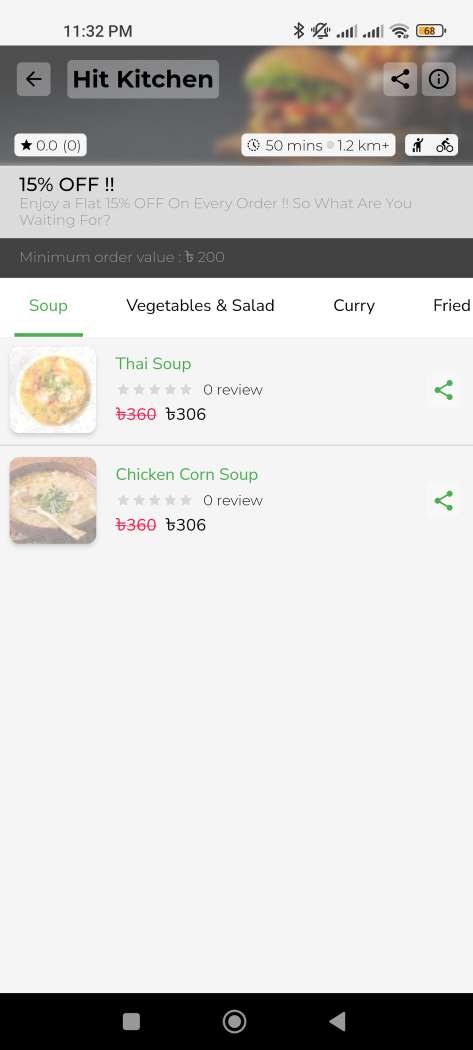 11:32 PM
68
Hit Kitchen
0.0 (0)
50 mins 1.2 km+
15% OFF !!
Enjoy a Flat 15% OFF On Every Order !! So What Are You
Waiting For?
Minimum order value : ৳ 200
Soup Vegetables & Salad Curry Fried
Thai Soup
0 review
৳360 ৳306
Chicken Corn Soup
0 review
৳360 ৳306